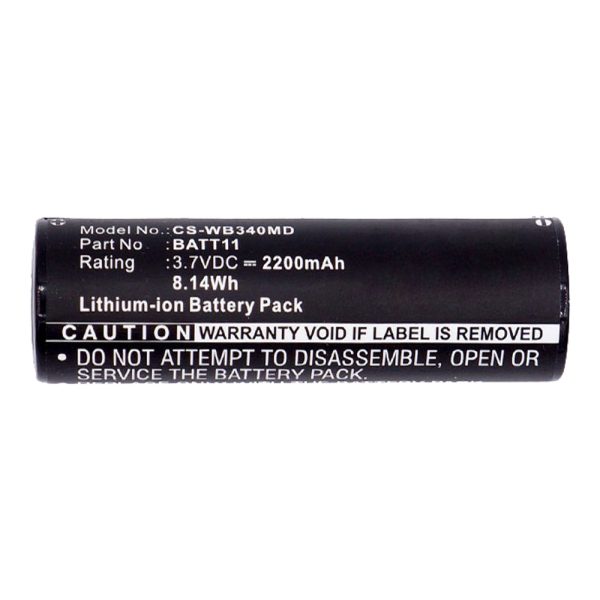 Model No.: CS-WB340MD
Part No : BATT11
Rating : 3.7VDC ⎓ 2200mAh
8.14Wh
Lithium-ion Battery Pack
CAUTION WARRANTY VOID IF LABEL IS REMOVED
• DO NOT ATTEMPT TO DISASSEMBLE, OPEN OR
SERVICE THE BATTERY PACK.